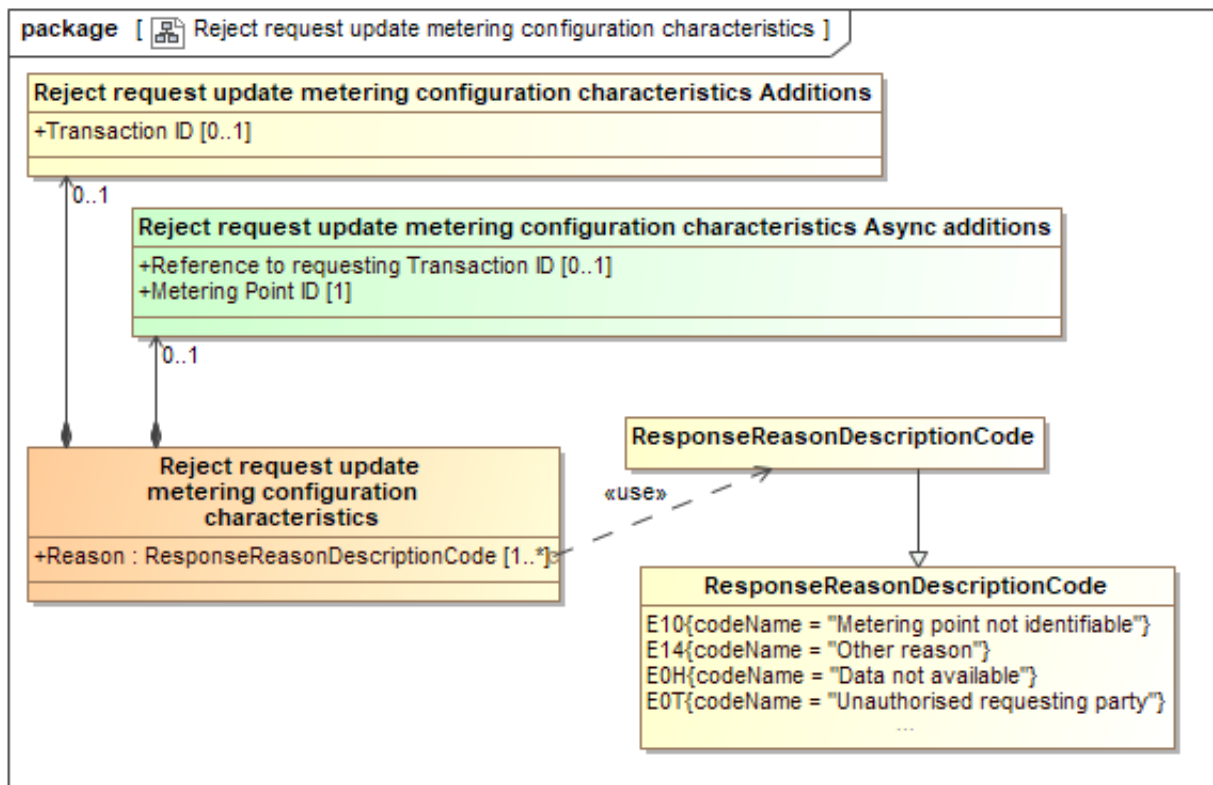 package [ Reject request update metering configuration characteristics ]
Reject request update metering configuration characteristics Additions
+Transaction ID [0..1]
0..1
Reject request update metering configuration characteristics Async additions
+Reference to requesting Transaction ID [0..1]
+Metering Point ID [1]
0..1
Reject request update
metering configuration
characteristics
+Reason : ResponseReasonDescriptionCode [1..*]
«use»
ResponseReasonDescriptionCode
ResponseReasonDescriptionCode
E10{codeName = "Metering point not identifiable"}
E14{codeName = "Other reason"}
E0H{codeName = "Data not available"}
E0T{codeName = "Unauthorised requesting party"}
...